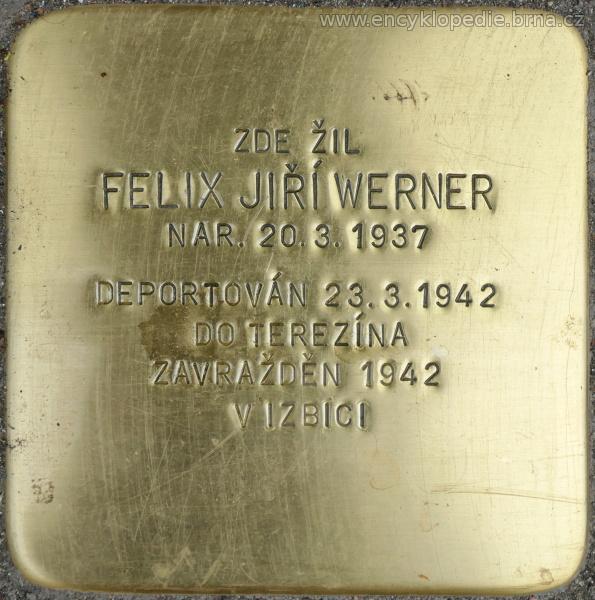 www.encyklopedie.brna.cz
ZDE ŽIL
FELIX JIŘÍ WERNER
NAR. 20.3.1937
DEPORTOVÁN 23.3.1942
DO TEREZÍNA
ZAVRAŽDĚN 1942
V IZBICI